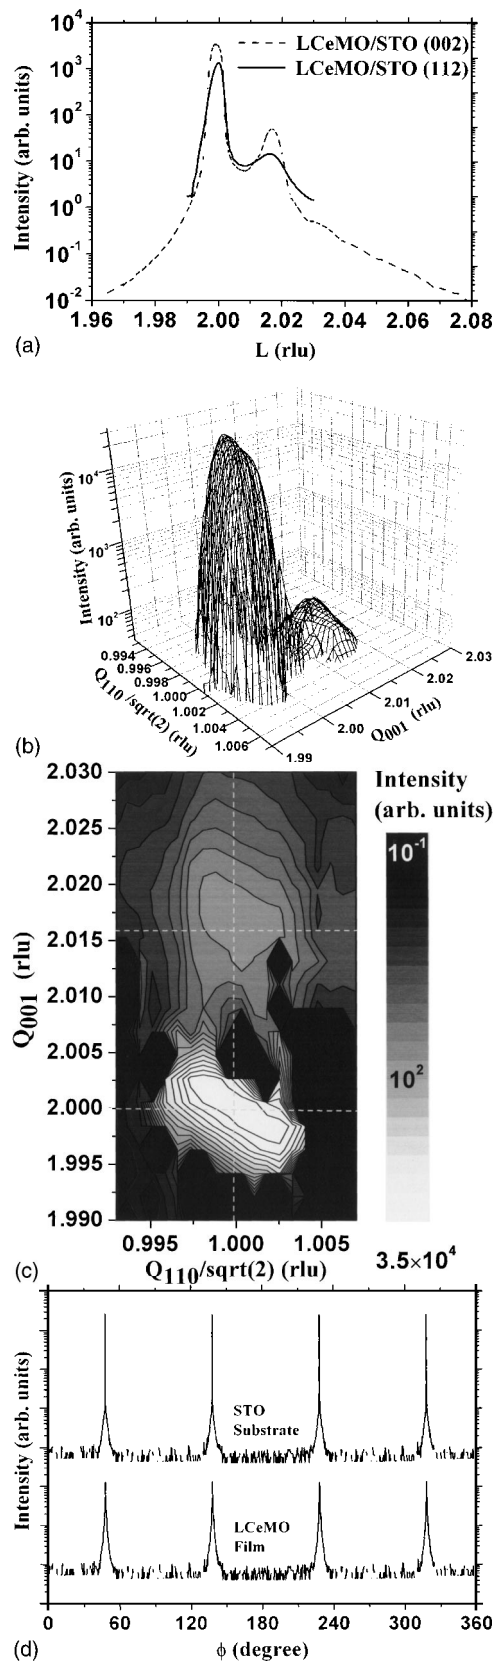 10^4
10^3
10^2
10^1
10^0
10^-1
10^-2
Intensity (arb. units)
LCeMO/STO (002)
LCeMO/STO (112)
1.96 1.98 2.00 2.02 2.04 2.06 2.08
(a)
L (rlu)
10^4
10^3
10^2
Intensity (arb. units)
0.994
0.996
0.998
1.000
1.002
1.004
1.006
Q110/sqrt(2) (rlu)
1.99
2.00
2.01
2.02
2.03
Q001 (rlu)
(b)
2.030
2.025
2.020
2.015
2.010
2.005
2.000
1.995
1.990
Q001 (rlu)
0.995 1.000 1.005
Q110/sqrt(2) (rlu)
Intensity
(arb. units)
10^-1
10^2
3.5×10^4
(c)
Intensity (arb. units)
STO
Substrate
LCeMO
Film
0 60 120 180 240 300 360
(d)
ϕ (degree)